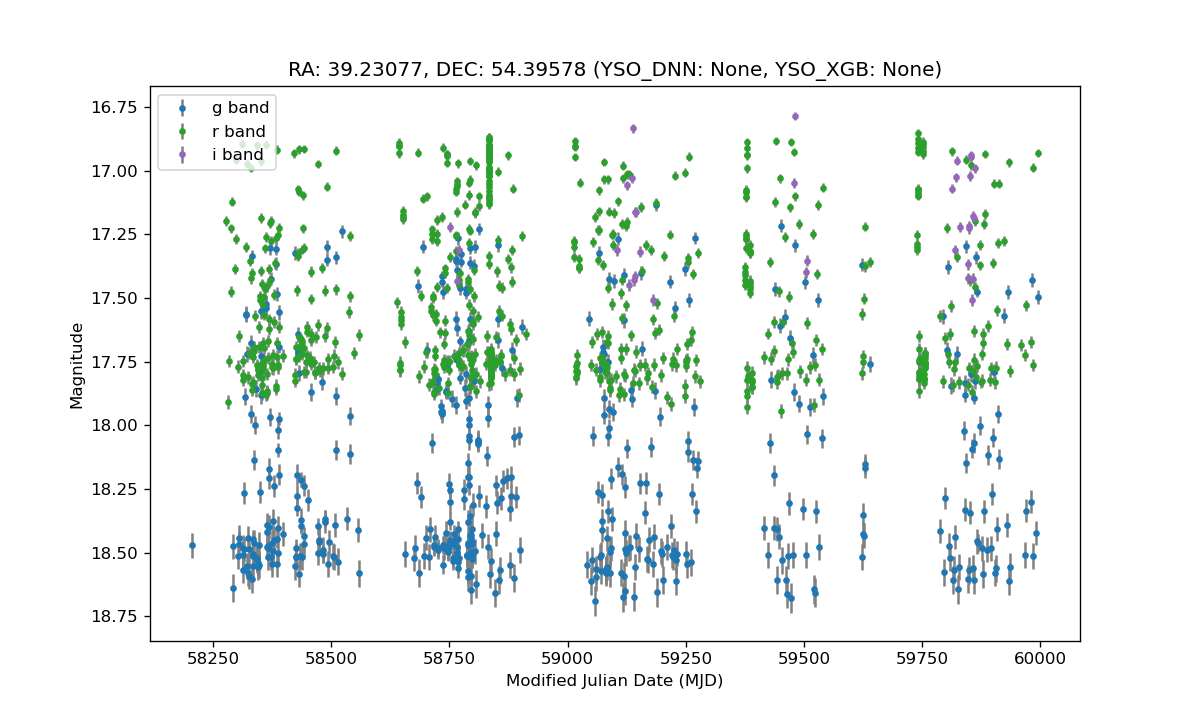 RA: 39.23077, DEC: 54.39578 (YSO_DNN: None, YSO_XGB: None)
g band
r band
i band
16.75
17.00
17.25
17.50
17.75
18.00
18.25
18.50
18.75
Magnitude
58250 58500 58750 59000 59250 59500 59750 60000
Modified Julian Date (MJD)